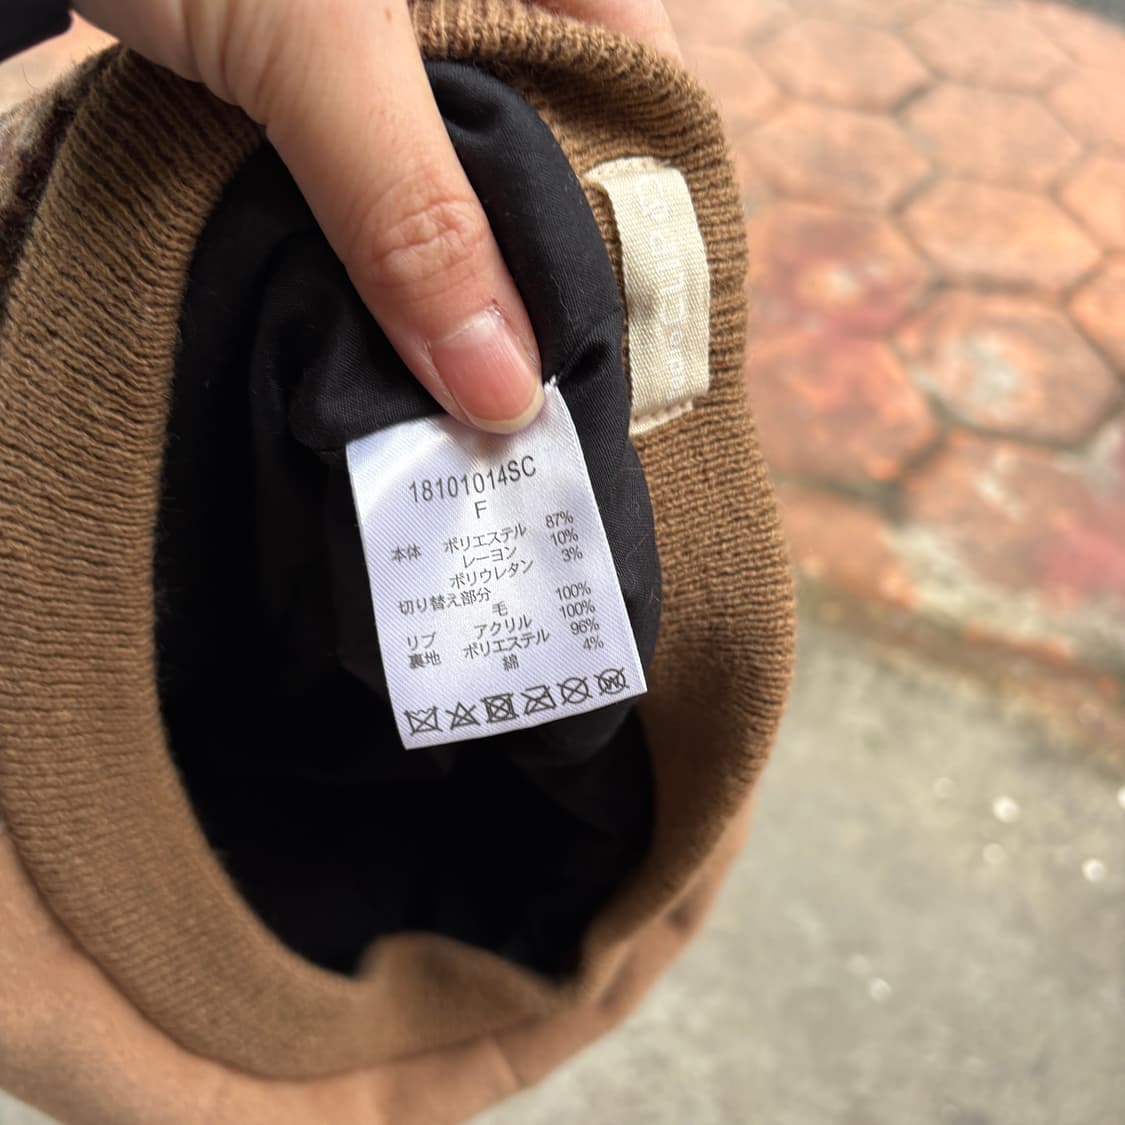 18101014SC
F
本体 ポリエステル 87%
レーヨン 10%
ポリウレタン 3%
切り替え部分
毛 100%
リブ アクリル 100%
裏地 ポリエステル 96%
綿 4%
W